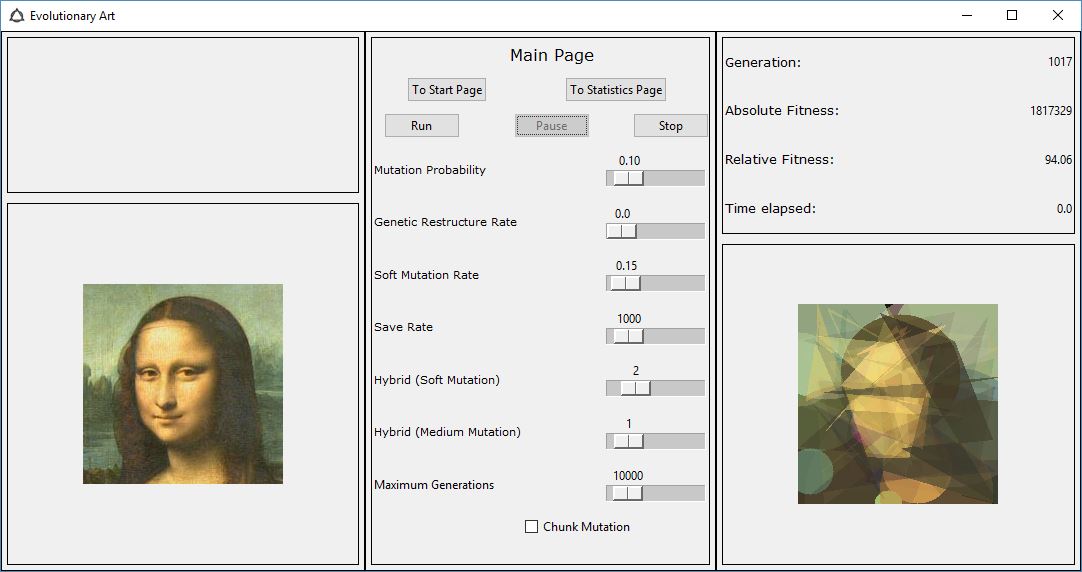 Evolutionary Art
Main Page
To Start Page To Statistics Page
Run Pause Stop
Mutation Probability 0.10
Genetic Restructure Rate 0.0
Soft Mutation Rate 0.15
Save Rate 1000
Hybrid (Soft Mutation) 2
Hybrid (Medium Mutation) 1
Maximum Generations 10000
Chunk Mutation
Generation: 1017
Absolute Fitness: 1817329
Relative Fitness: 94.06
Time elapsed: 0.0